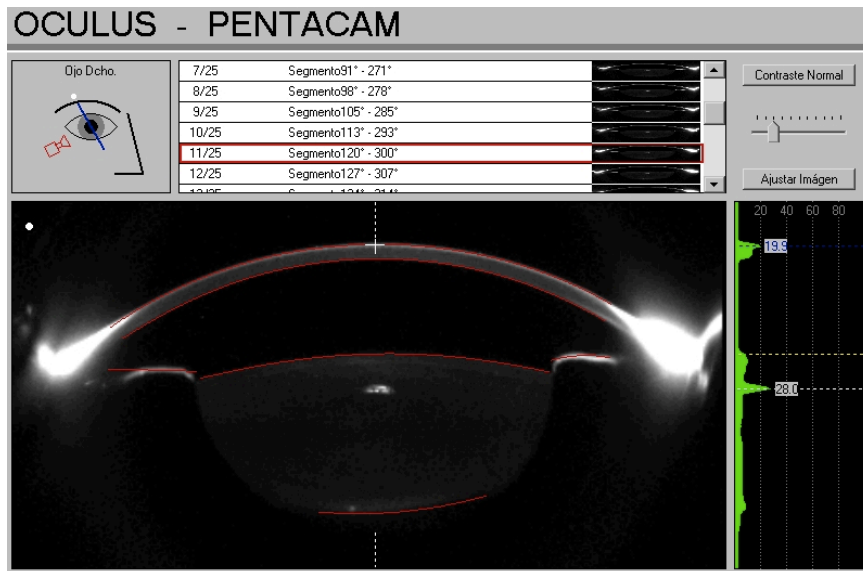 OCULUS - PENTACAM
Ojo Dcho.
7/25 Segmento91° - 271°
8/25 Segmento98° - 278°
9/25 Segmento105° - 285°
10/25 Segmento113° - 293°
11/25 Segmento120° - 300°
12/25 Segmento127° - 307°
Contraste Normal
Ajustar Imágen
20 40 60 80
19.9
28.0